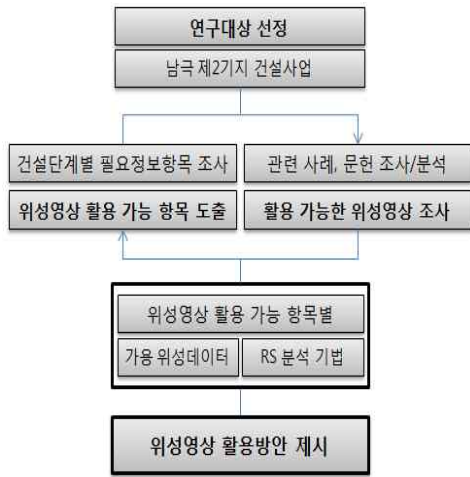 연구대상 선정
남극 제2기지 건설사업
건설단계별 필요정보항목 조사
위성영상 활용 가능 항목 도출
관련 사례, 문헌 조사/분석
활용 가능한 위성영상 조사
위성영상 활용 가능 항목별
가용 위성데이터
RS 분석 기법
위성영상 활용방안 제시